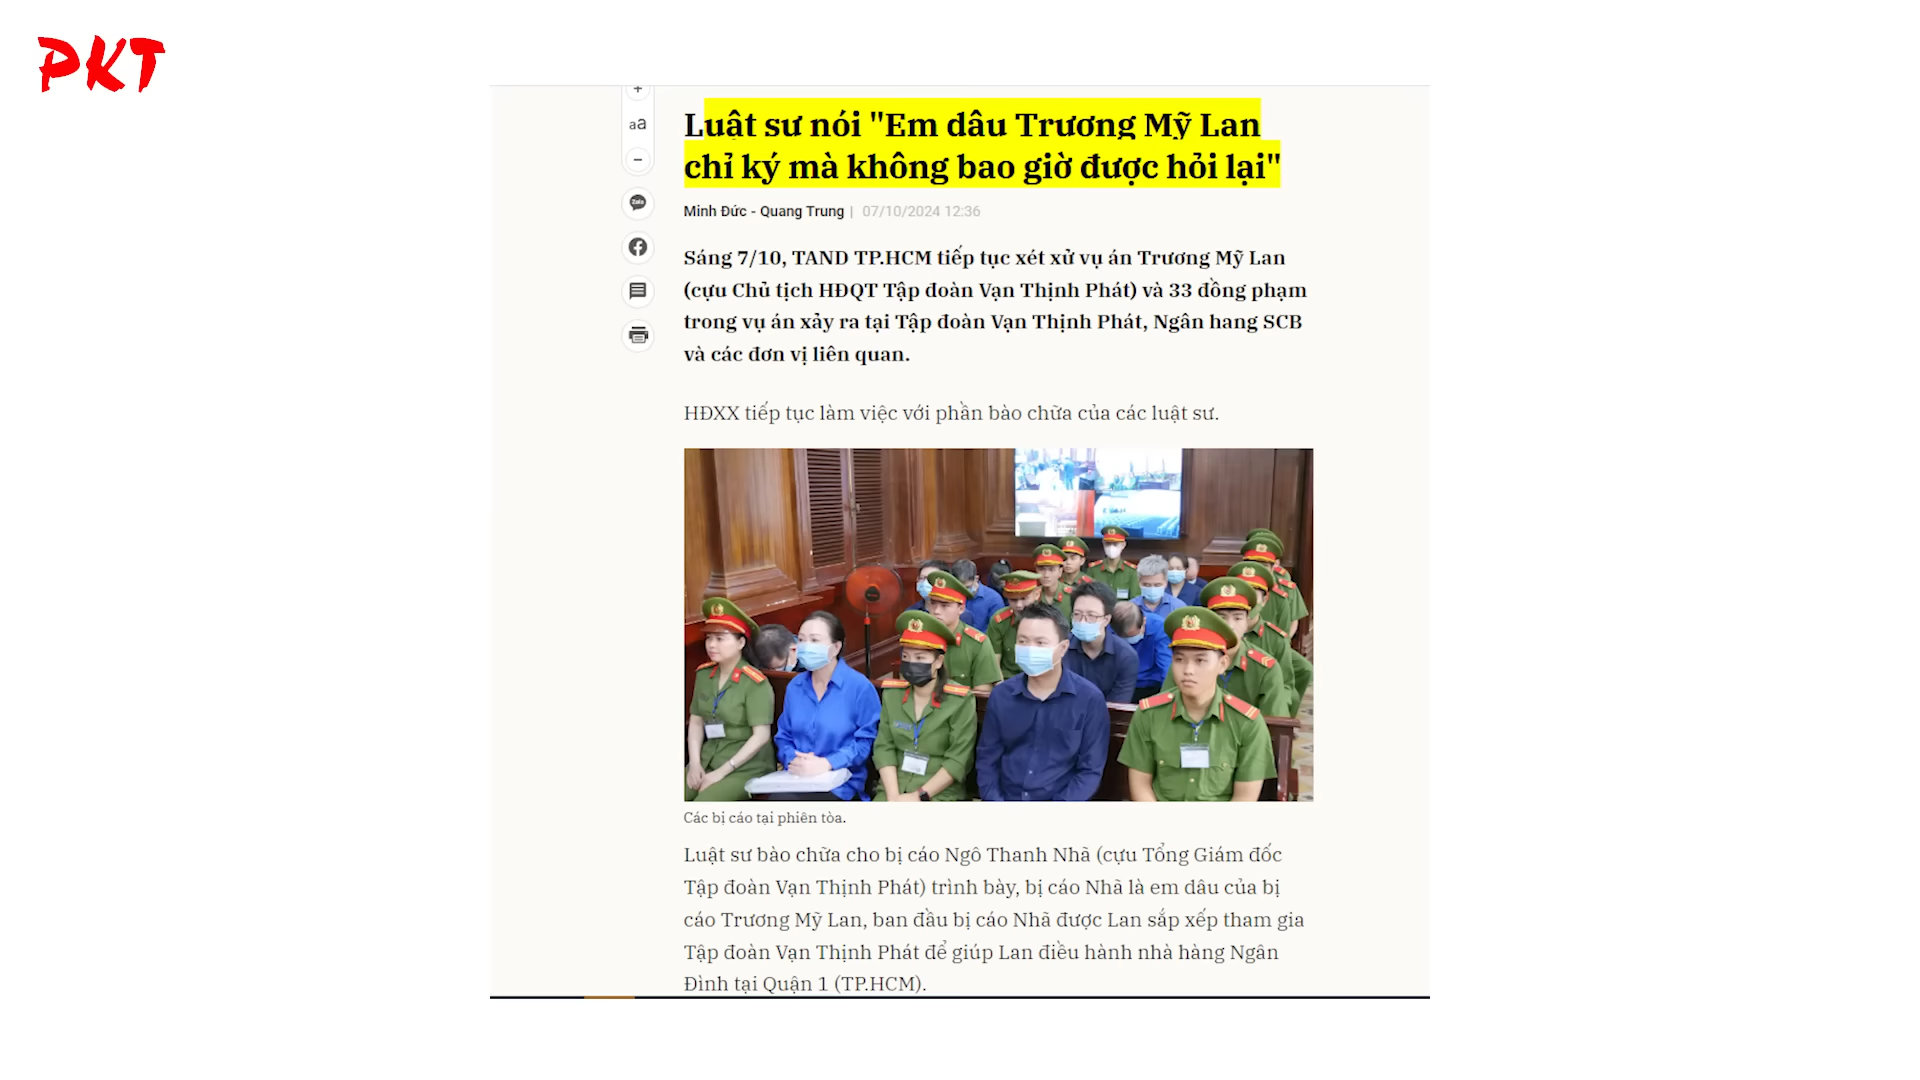 PKT
+
aa
−
Zalo
Luật sư nói "Em dâu Trương Mỹ Lan
chỉ ký mà không bao giờ được hỏi lại"
Minh Đức - Quang Trung | 07/10/2024 12:36
Sáng 7/10, TAND TP.HCM tiếp tục xét xử vụ án Trương Mỹ Lan
(cựu Chủ tịch HĐQT Tập đoàn Vạn Thịnh Phát) và 33 đồng phạm
trong vụ án xảy ra tại Tập đoàn Vạn Thịnh Phát, Ngân hang SCB
và các đơn vị liên quan.
HĐXX tiếp tục làm việc với phần bào chữa của các luật sư.
Các bị cáo tại phiên tòa.
Luật sư bào chữa cho bị cáo Ngô Thanh Nhã (cựu Tổng Giám đốc
Tập đoàn Vạn Thịnh Phát) trình bày, bị cáo Nhã là em dâu của bị
cáo Trương Mỹ Lan, ban đầu bị cáo Nhã được Lan sắp xếp tham gia
Tập đoàn Vạn Thịnh Phát để giúp Lan điều hành nhà hàng Ngân
Đình tại Quận 1 (TP.HCM).